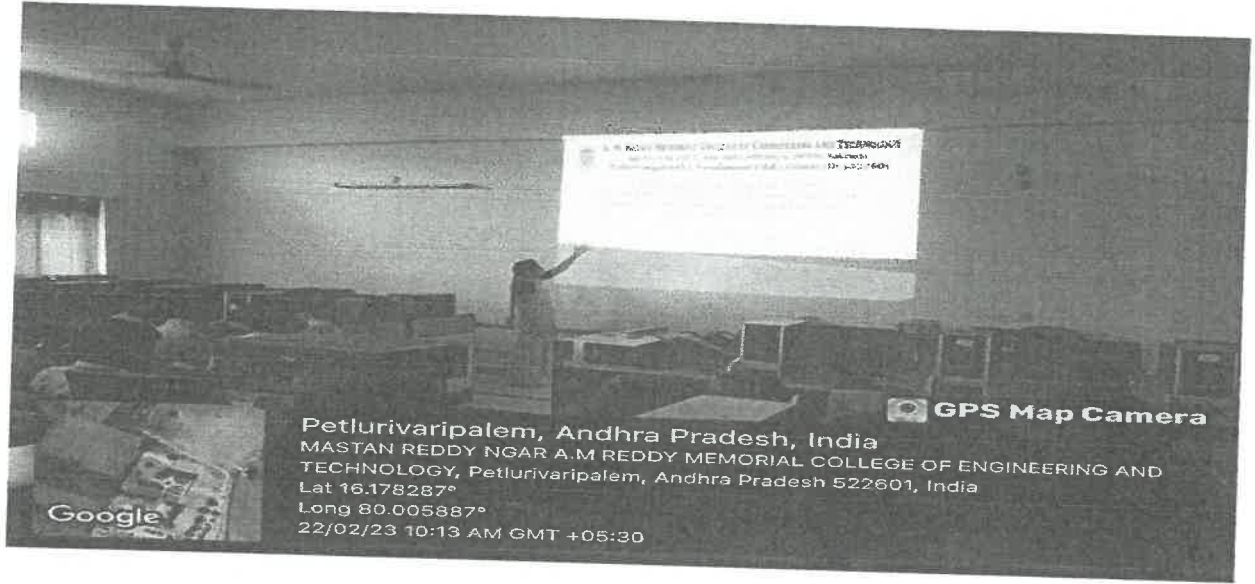 TECHNOLOGY
GPS Map Camera
Petlurivaripalem, Andhra Pradesh, India
MASTAN REDDY NGAR A.M REDDY MEMORIAL COLLEGE OF ENGINEERING AND
TECHNOLOGY, Petlurivaripalem, Andhra Pradesh 522601, India
Lat 16.178287°
Long 80.005887°
22/02/23 10:13 AM GMT +05:30
Google